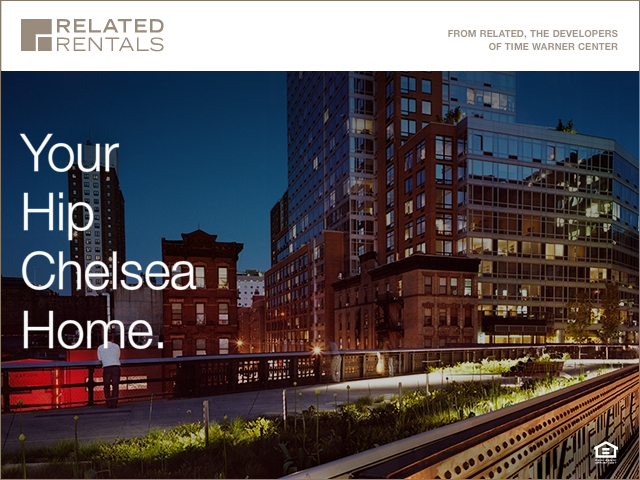 RELATED
RENTALS
FROM RELATED, THE DEVELOPERS
OF TIME WARNER CENTER
Your
Hip
Chelsea
Home.